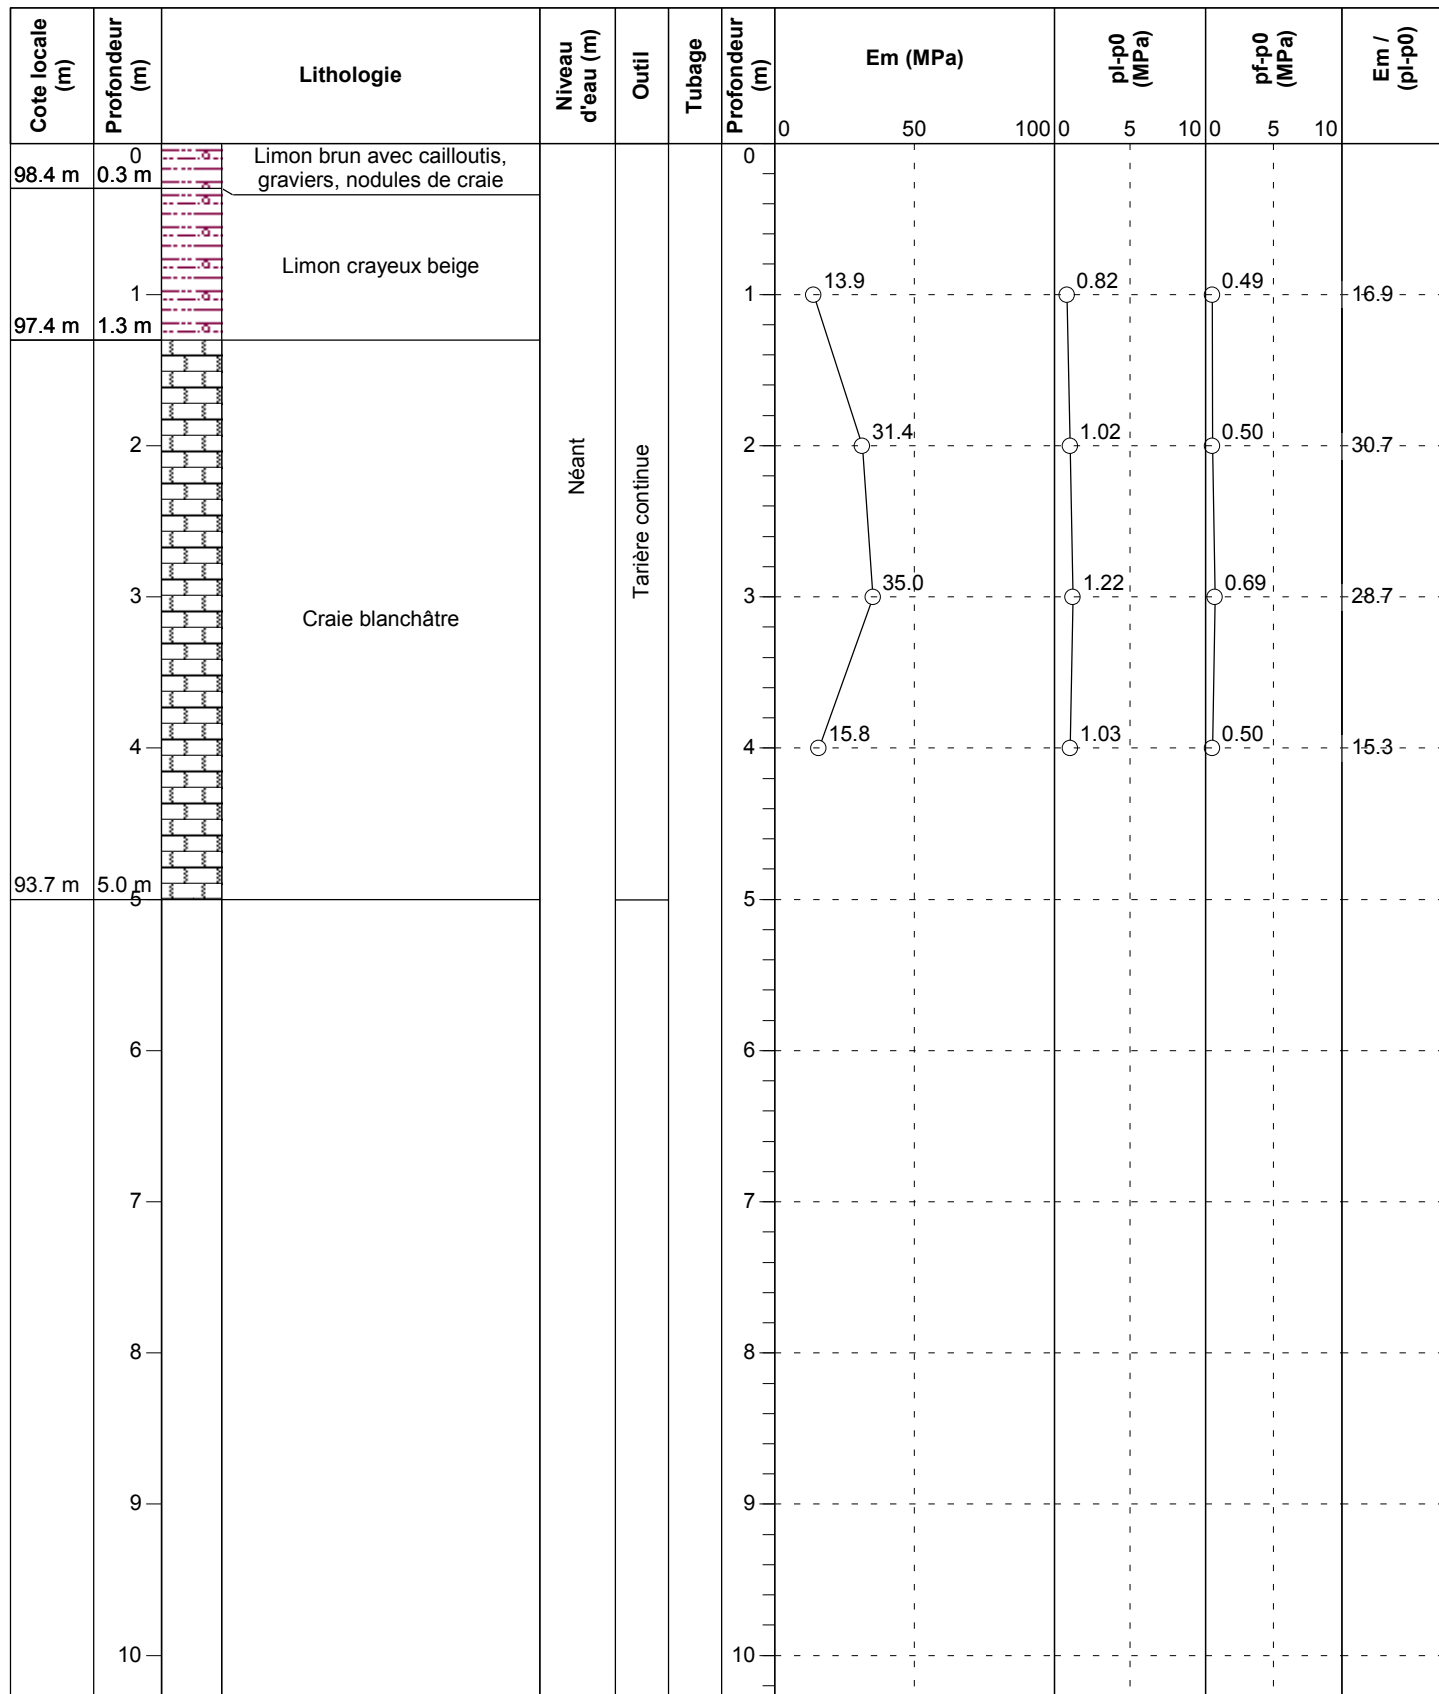 Cote locale
(m)
Profondeur
(m)
Lithologie
Niveau
d'eau (m)
Outil
Tubage
Profondeur
(m)
Em (MPa)
0 50 100
pl-p0
(MPa)
0 5 10
pf-p0
(MPa)
0 5 10
Em /
(pl-p0)
0
Limon brun avec cailloutis,
graviers, nodules de craie
98.4 m 0.3 m
Limon crayeux beige
1
97.4 m 1.3 m
2
3
Craie blanchâtre
4
93.7 m 5.0 m
5
6
7
8
9
10
Néant
Tarière continue
0
1 13.9 0.82 0.49 16.9
2 31.4 1.02 0.50 30.7
3 35.0 1.22 0.69 28.7
4 15.8 1.03 0.50 15.3
5
6
7
8
9
10